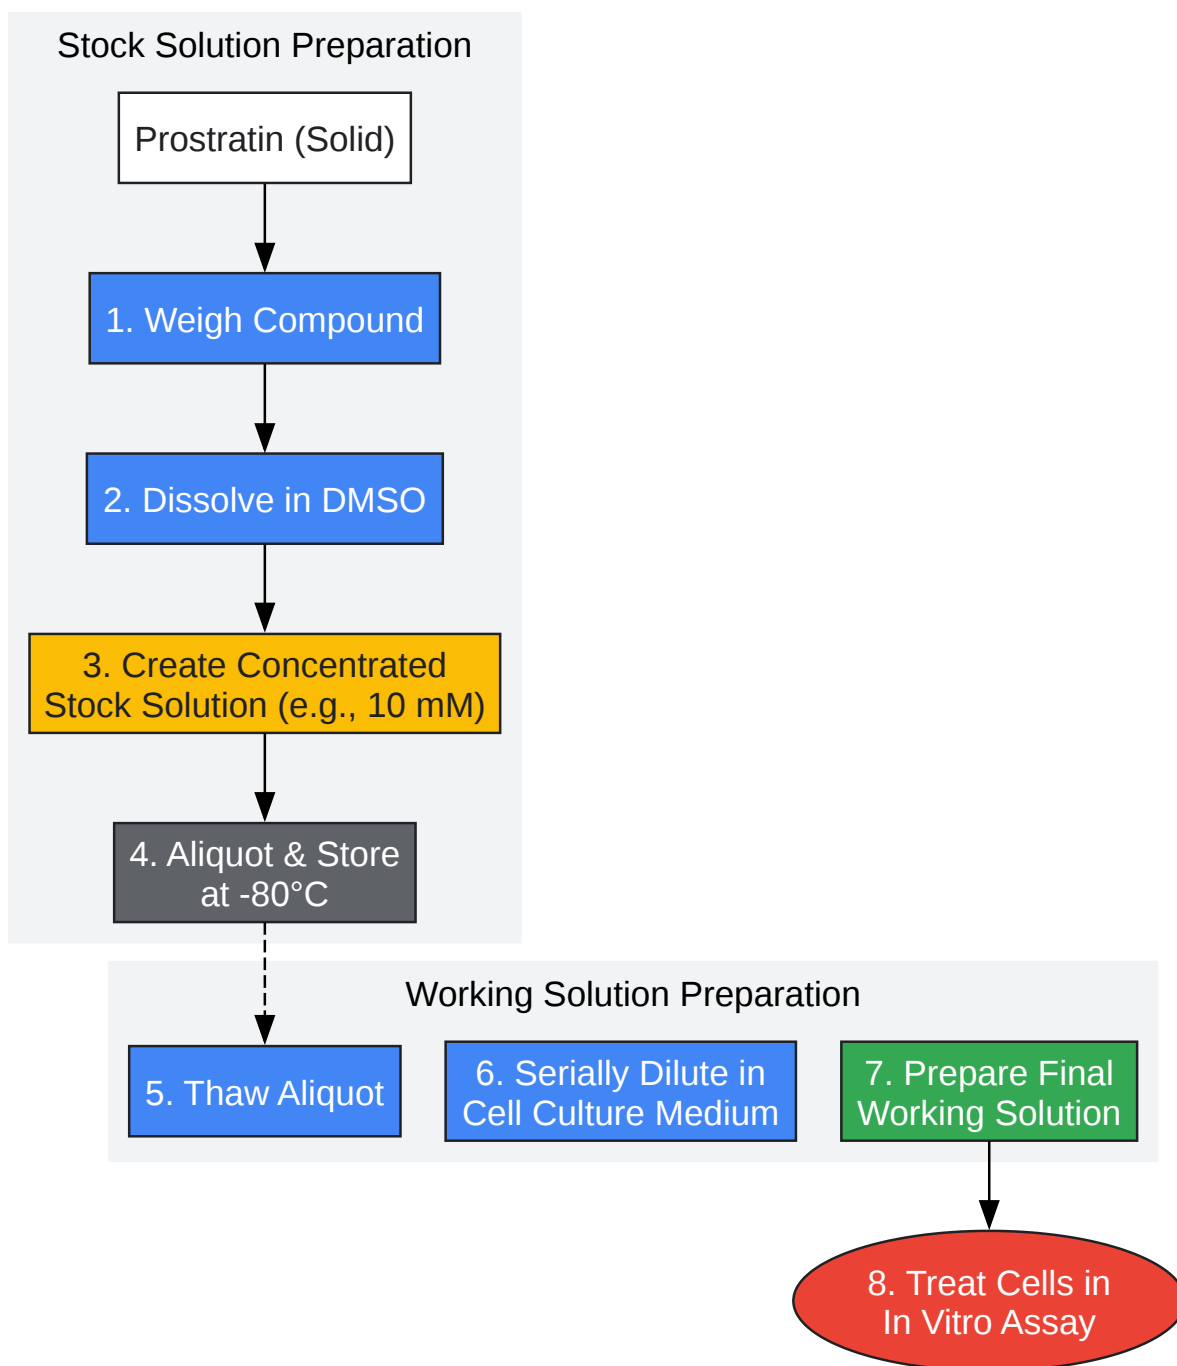 Stock Solution Preparation
Prostratin (Solid)
1. Weigh Compound
2. Dissolve in DMSO
3. Create Concentrated
Stock Solution (e.g., 10 mM)
4. Aliquot & Store
at -80°C
Working Solution Preparation
5. Thaw Aliquot
6. Serially Dilute in
Cell Culture Medium
7. Prepare Final
Working Solution
8. Treat Cells in
In Vitro Assay